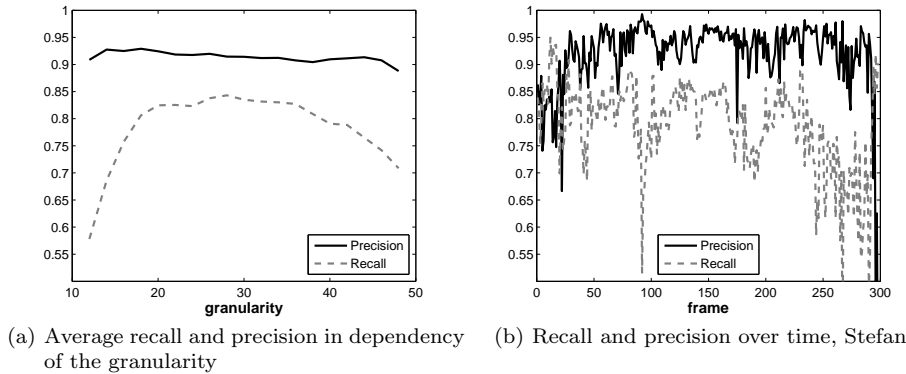 1
0.95
0.9
0.85
0.8
0.75
0.7
0.65
0.6
0.55
10 20 30 40 50
granularity
Precision
Recall
1
0.95
0.9
0.85
0.8
0.75
0.7
0.65
0.6
0.55
0 50 100 150 200 250 300
frame
Precision
Recall
(a) Average recall and precision in dependency
of the granularity
(b) Recall and precision over time, Stefan